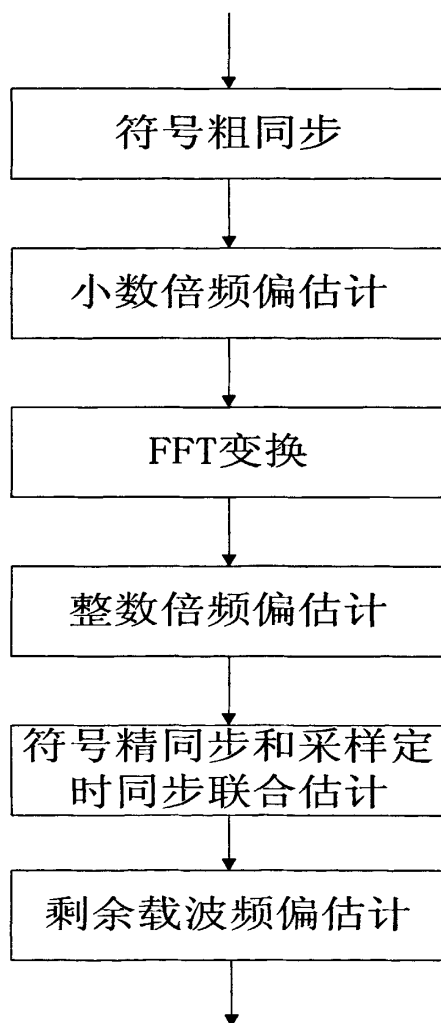 符号粗同步
小数倍频偏估计
FFT变换
整数倍频偏估计
符号精同步和采样定
时同步联合估计
剩余载波频偏估计